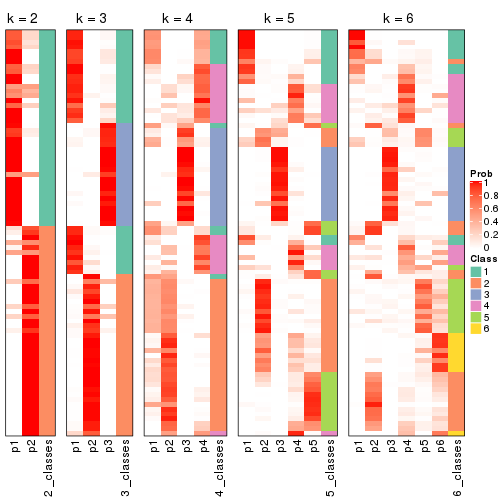 k = 2
k = 3
k = 4
k = 5
k = 6
Prob
1
0.8
0.6
0.4
0.2
0
Class
1
2
3
4
5
6
p1
p2
2_classes
p1
p2
p3
3_classes
p1
p2
p3
p4
4_classes
p1
p2
p3
p4
p5
5_classes
p1
p2
p3
p4
p5
p6
6_classes